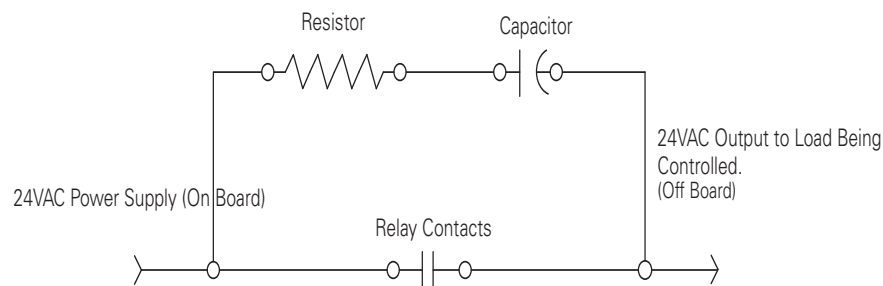 Resistor
Capacitor
24VAC Output to Load Being
Controlled.
(Off Board)
24VAC Power Supply (On Board)
Relay Contacts